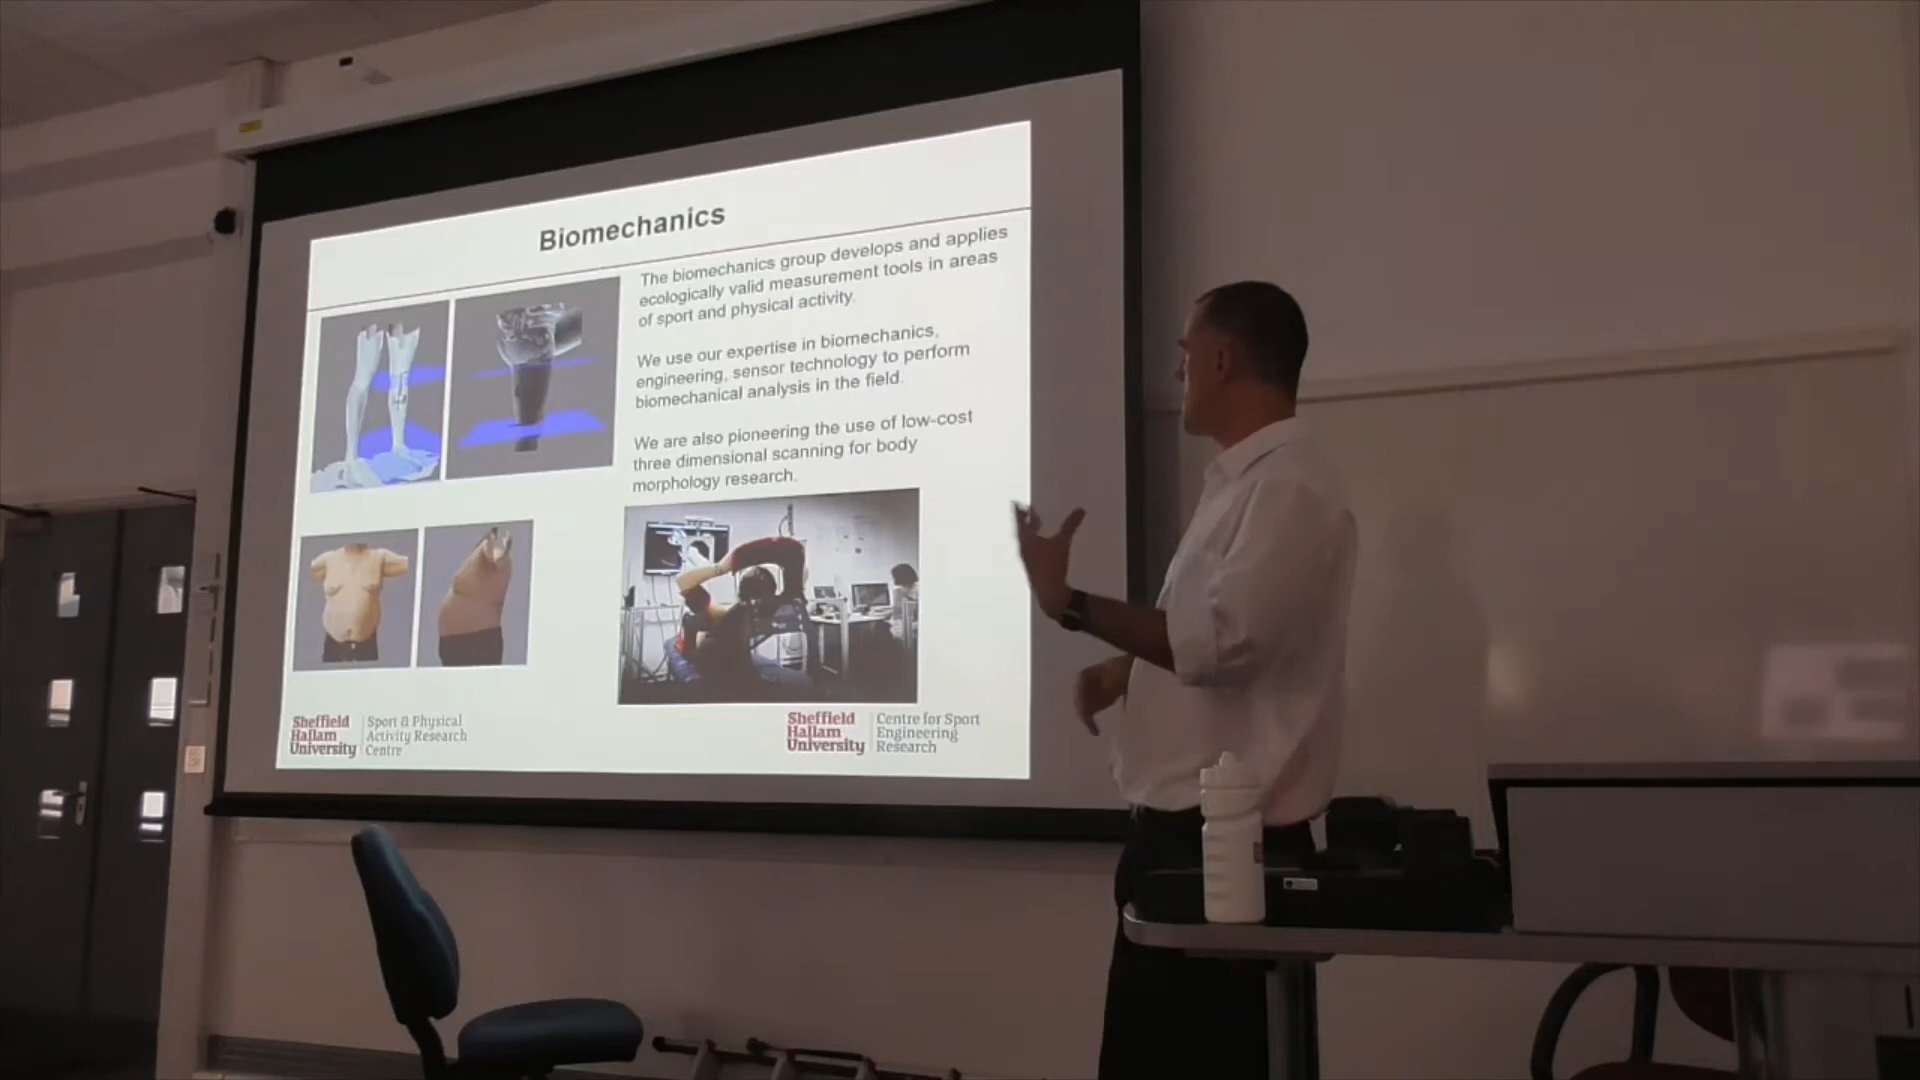 Biomechanics
The biomechanics group develops and applies
ecologically valid measurement tools in areas
of sport and physical activity.
We use our expertise in biomechanics,
engineering, sensor technology to perform
biomechanical analysis in the field.
We are also pioneering the use of low-cost
three dimensional scanning for body
morphology research.
Sheffield
Hallam
University
Sport & Physical
Activity Research
Centre
Sheffield
Hallam
University
Centre for Sport
Engineering
Research